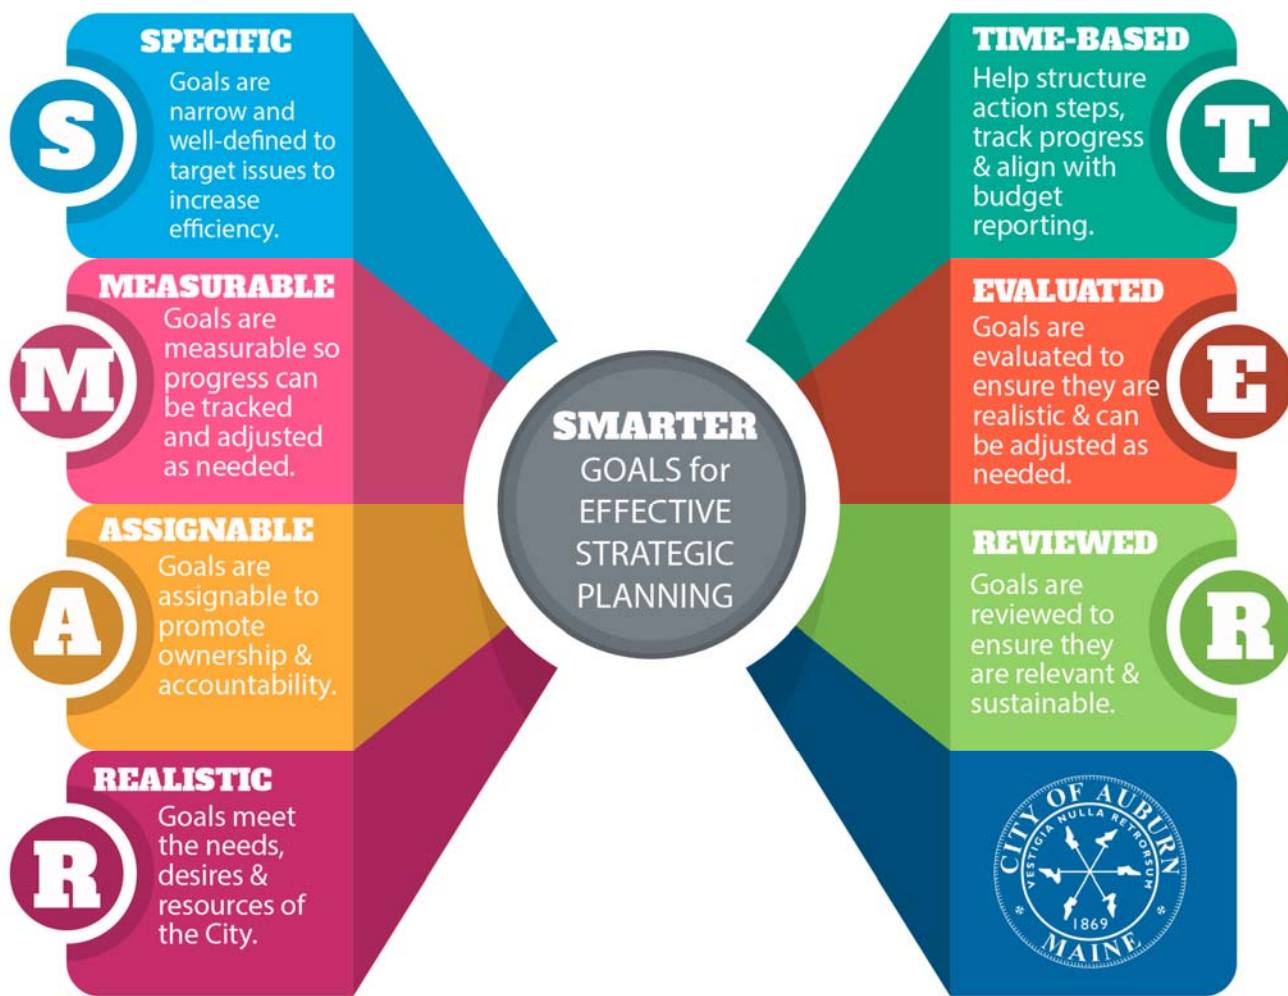 S
SPECIFIC
Goals are
narrow and
well-defined to
target issues to
increase
efficiency.
M
MEASURABLE
Goals are
measurable so
progress can
be tracked
and adjusted
as needed.
A
ASSIGNABLE
Goals are
assignable to
promote
ownership &
accountability.
R
REALISTIC
Goals meet
the needs,
desires &
resources of
the City.
SMARTER
GOALS for
EFFECTIVE
STRATEGIC
PLANNING
TIME-BASED
Help structure
action steps,
track progress
& align with
budget
reporting.
T
EVALUATED
Goals are
evaluated to
ensure they are
realistic & can
be adjusted as
needed.
E
REVIEWED
Goals are
reviewed to
ensure they
are relevant &
sustainable.
R
CITY OF AUBURN
VESTIGIA NULLA RETRORSUM
1869
MAINE